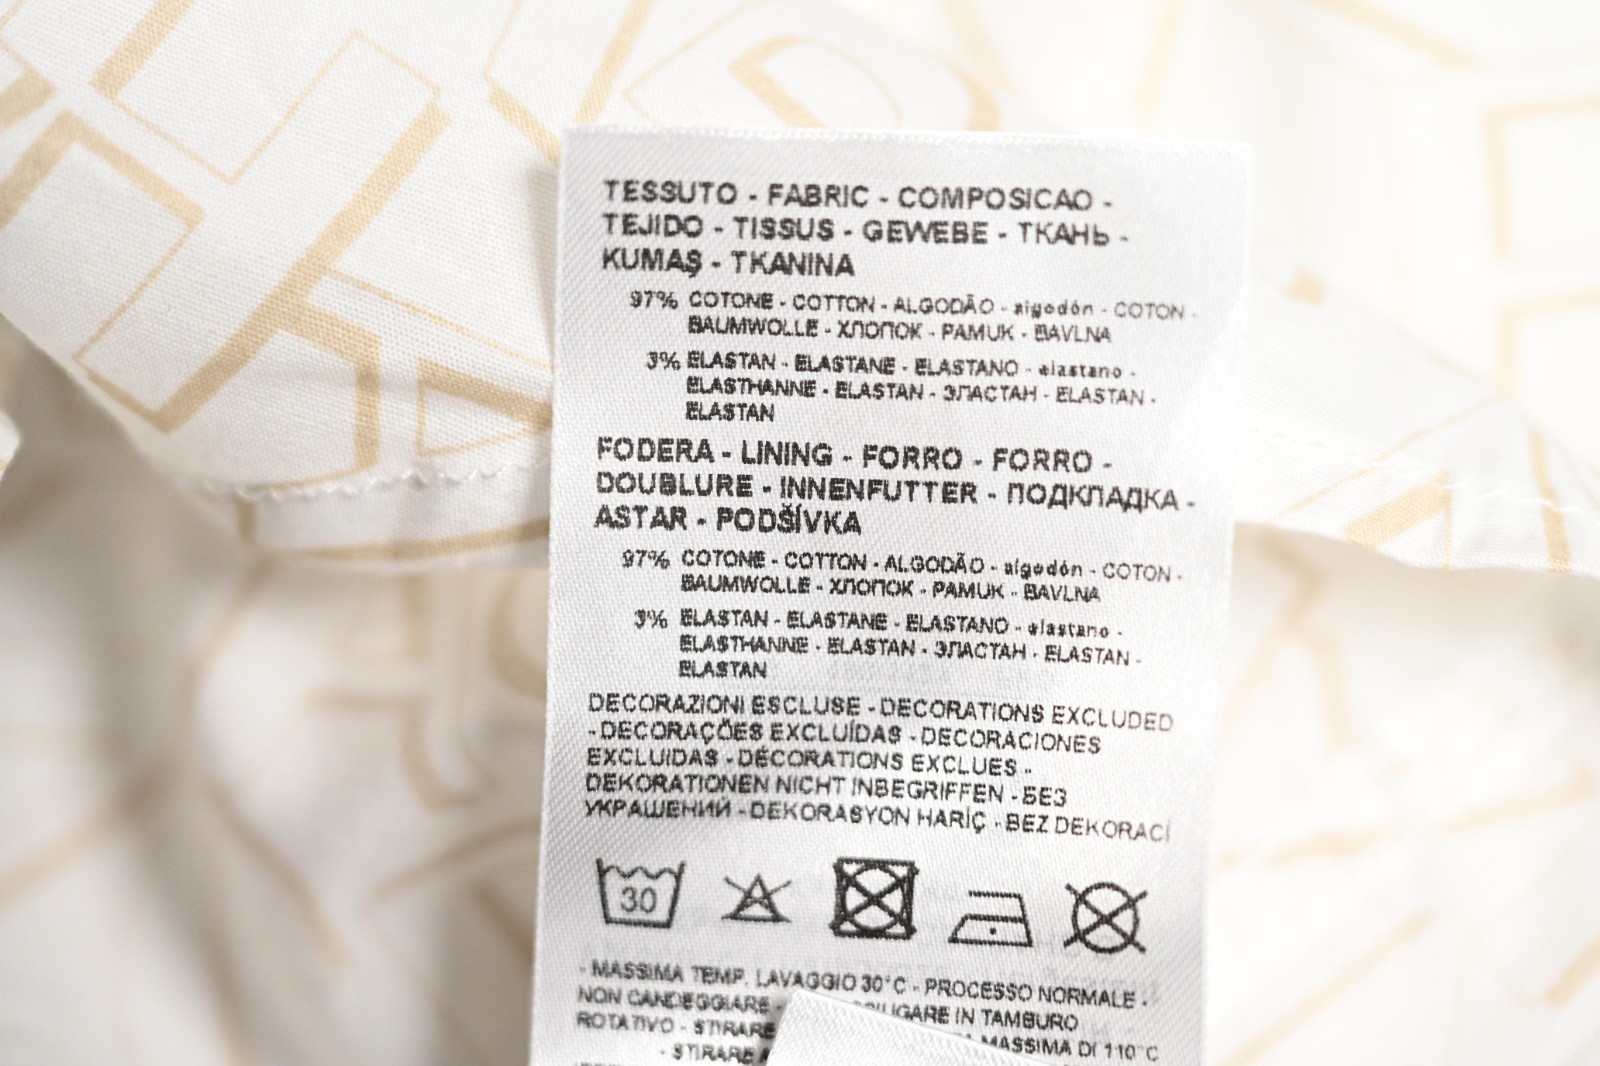 TESSUTO - FABRIC - COMPOSICAO -
TEJIDO - TISSUS - GEWEBE - ТКАНЬ -
KUMAŞ - TKANINA
97% COTONE - COTTON - ALGODÃO - algodón - COTON -
BAUMWOLLE - ХЛОПОК - PAMUK - BAVLNA
3% ELASTAN - ELASTANE - ELASTANO - elastano -
ELASTHANNE - ELASTAN - ЭЛАСТАН - ELASTAN -
ELASTAN
FODERA - LINING - FORRO - FORRO -
DOUBLURE - INNENFUTTER - ПОДКЛАДКА -
ASTAR - PODŠÍVKA
97% COTONE - COTTON - ALGODÃO - algodón - COTON -
BAUMWOLLE - ХЛОПОК - PAMUK - BAVLNA
3% ELASTAN - ELASTANE - ELASTANO - elastano -
ELASTHANNE - ELASTAN - ЭЛАСТАН - ELASTAN -
ELASTAN
DECORAZIONI ESCLUSE - DECORATIONS EXCLUDED
- DECORAÇÕES EXCLUÍDAS - DECORACIONES
EXCLUIDAS - DÉCORATIONS EXCLUES -
DEKORATIONEN NICHT INBEGRIFFEN - БЕЗ
УКРАШЕНИЙ - DEKORASYON HARİÇ - BEZ DEKORACÍ
30
- MASSIMA TEMP. LAVAGGIO 30°C - PROCESSO NORMALE -
NON CANDEGGIARE - IGARE IN TAMBURO
ROTATIVO - STIRARE MASSIMA DI 110°C
- STIRARE